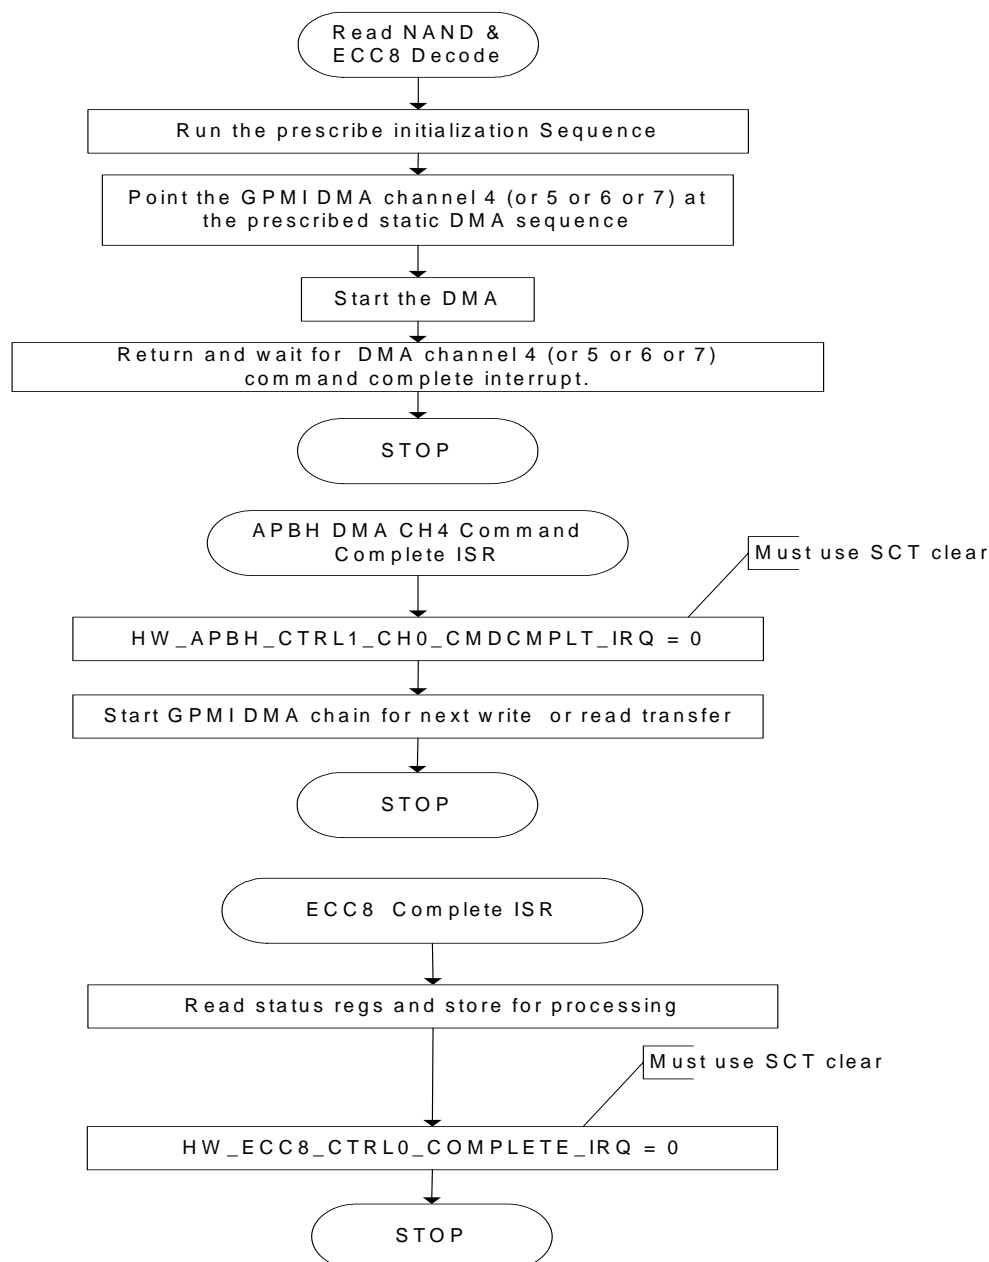 Read NAND &
ECC8 Decode
Run the prescribe initialization Sequence
Point the GPMI DMA channel 4 (or 5 or 6 or 7) at
the prescribed static DMA sequence
Start the DMA
Return and wait for DMA channel 4 (or 5 or 6 or 7)
command complete interrupt.
STOP
APBH DMA CH4 Command
Complete ISR
Must use SCT clear
HW_APBH_CTRL1_CH0_CMDCMPLT_IRQ = 0
Start GPMI DMA chain for next write or read transfer
STOP
ECC8 Complete ISR
Read status regs and store for processing
Must use SCT clear
HW_ECC8_CTRL0_COMPLETE_IRQ = 0
STOP